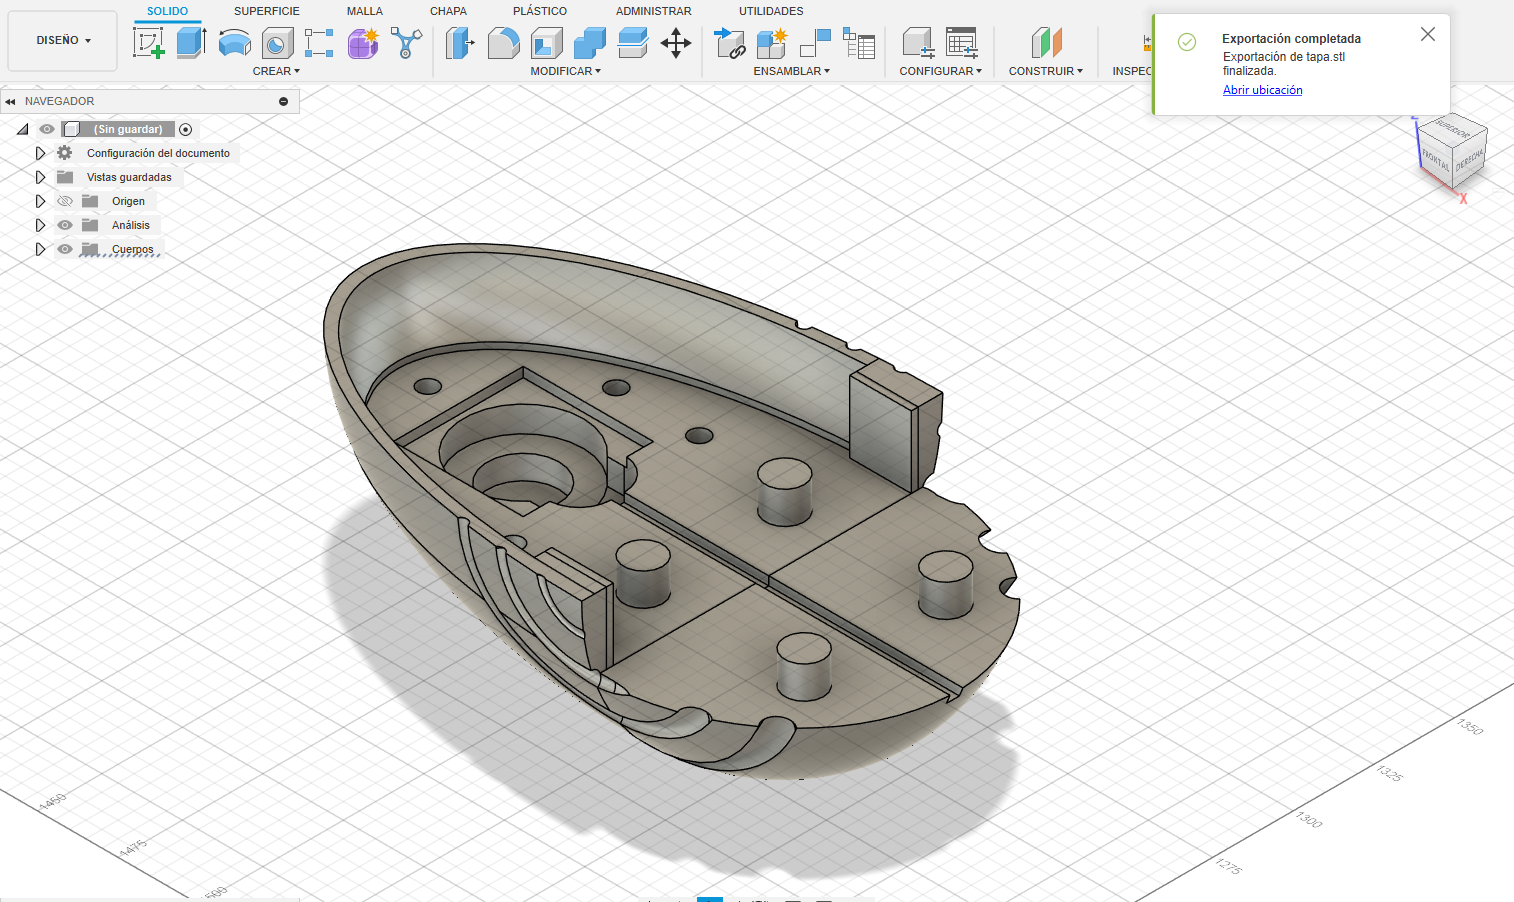 SOLIDO SUPERFICIE MALLA CHAPA PLÁSTICO ADMINISTRAR UTILIDADES
DISEÑO
CREAR MODIFICAR ENSAMBLAR CONFIGURAR CONSTRUIR INSPEC
Exportación completada
Exportación de tapa.stl
finalizada.
Abrir ubicación
NAVEGADOR
(Sin guardar)
Configuración del documento
Vistas guardadas
Origen
Análisis
Cuerpos
Z
SUPERIOR
FRONTAL
DERECHA
X
1350
1325
1300
1275
1450
1475
1500